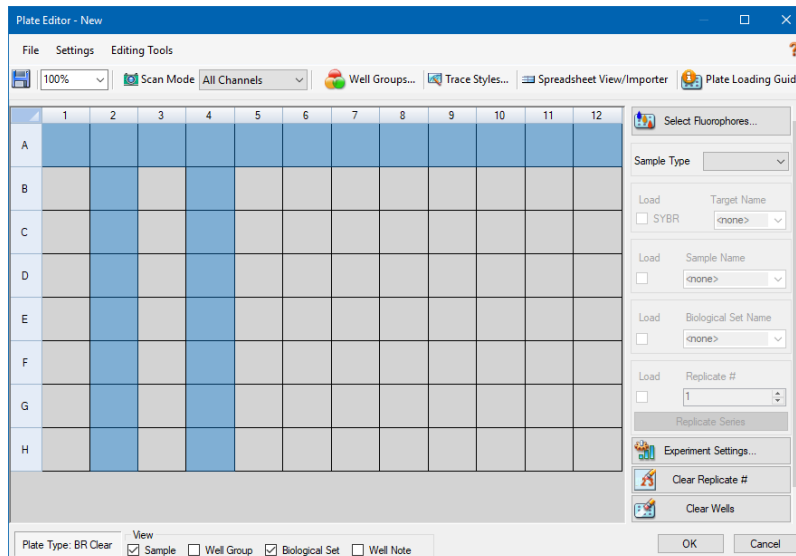 Plate Editor - New
File Settings Editing Tools ?
100% Scan Mode All Channels Well Groups... Trace Styles... Spreadsheet View/Importer Plate Loading Guid
1 2 3 4 5 6 7 8 9 10 11 12
A
B
C
D
E
F
G
H
Select Fluorophores...
Sample Type
Load Target Name
SYBR <none>
Load Sample Name
<none>
Load Biological Set Name
<none>
Load Replicate #
1
Replicate Series
Experiment Settings...
Clear Replicate #
Clear Wells
Plate Type: BR Clear
View
Sample Well Group Biological Set Well Note
OK Cancel